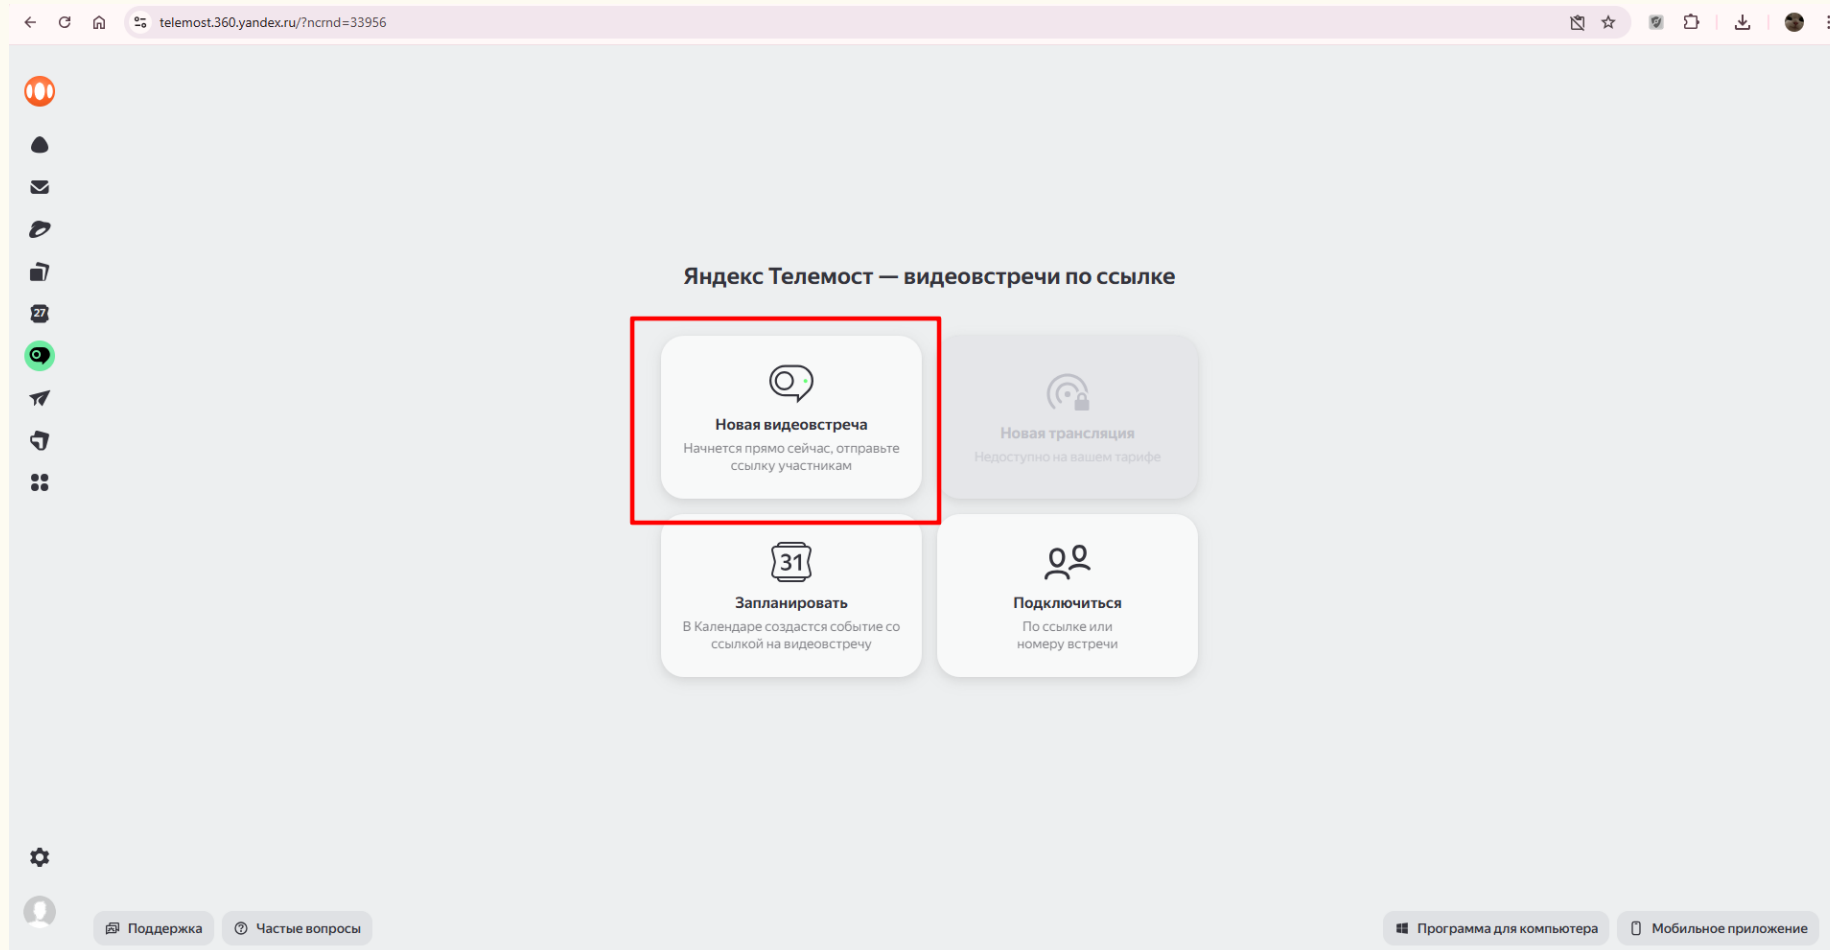 telemost.360.yandex.ru/?ncrnd=33956
27
Яндекс Телемост — видеовстречи по ссылке
Новая видеовстреча
Начнется прямо сейчас, отправьте
ссылку участникам
Новая трансляция
Недоступно на вашем тарифе
31
Запланировать
В Календаре создастся событие со
ссылкой на видеовстречу
Подключиться
По ссылке или
номеру встречи
Поддержка
Частые вопросы
Программа для компьютера
Мобильное приложение